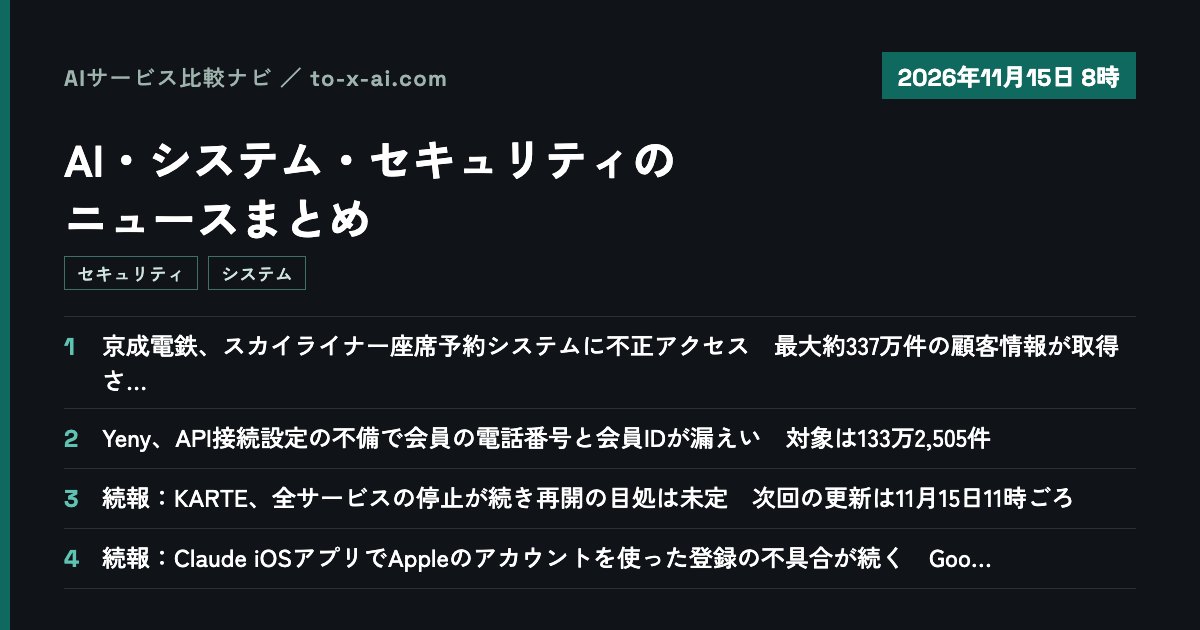 AIサービス比較ナビ ／ to-x-ai.com
2026年11月15日 8時
AI・システム・セキュリティの
ニュースまとめ
セキュリティ
システム
1 京成電鉄、スカイライナー座席予約システムに不正アクセス　最大約337万件の顧客情報が取得
さ…
2 Yeny、API接続設定の不備で会員の電話番号と会員IDが漏えい　対象は133万2,505件
3 続報：KARTE、全サービスの停止が続き再開の目処は未定　次回の更新は11月15日11時ごろ
4 続報：Claude iOSアプリでAppleのアカウントを使った登録の不具合が続く　Goo…